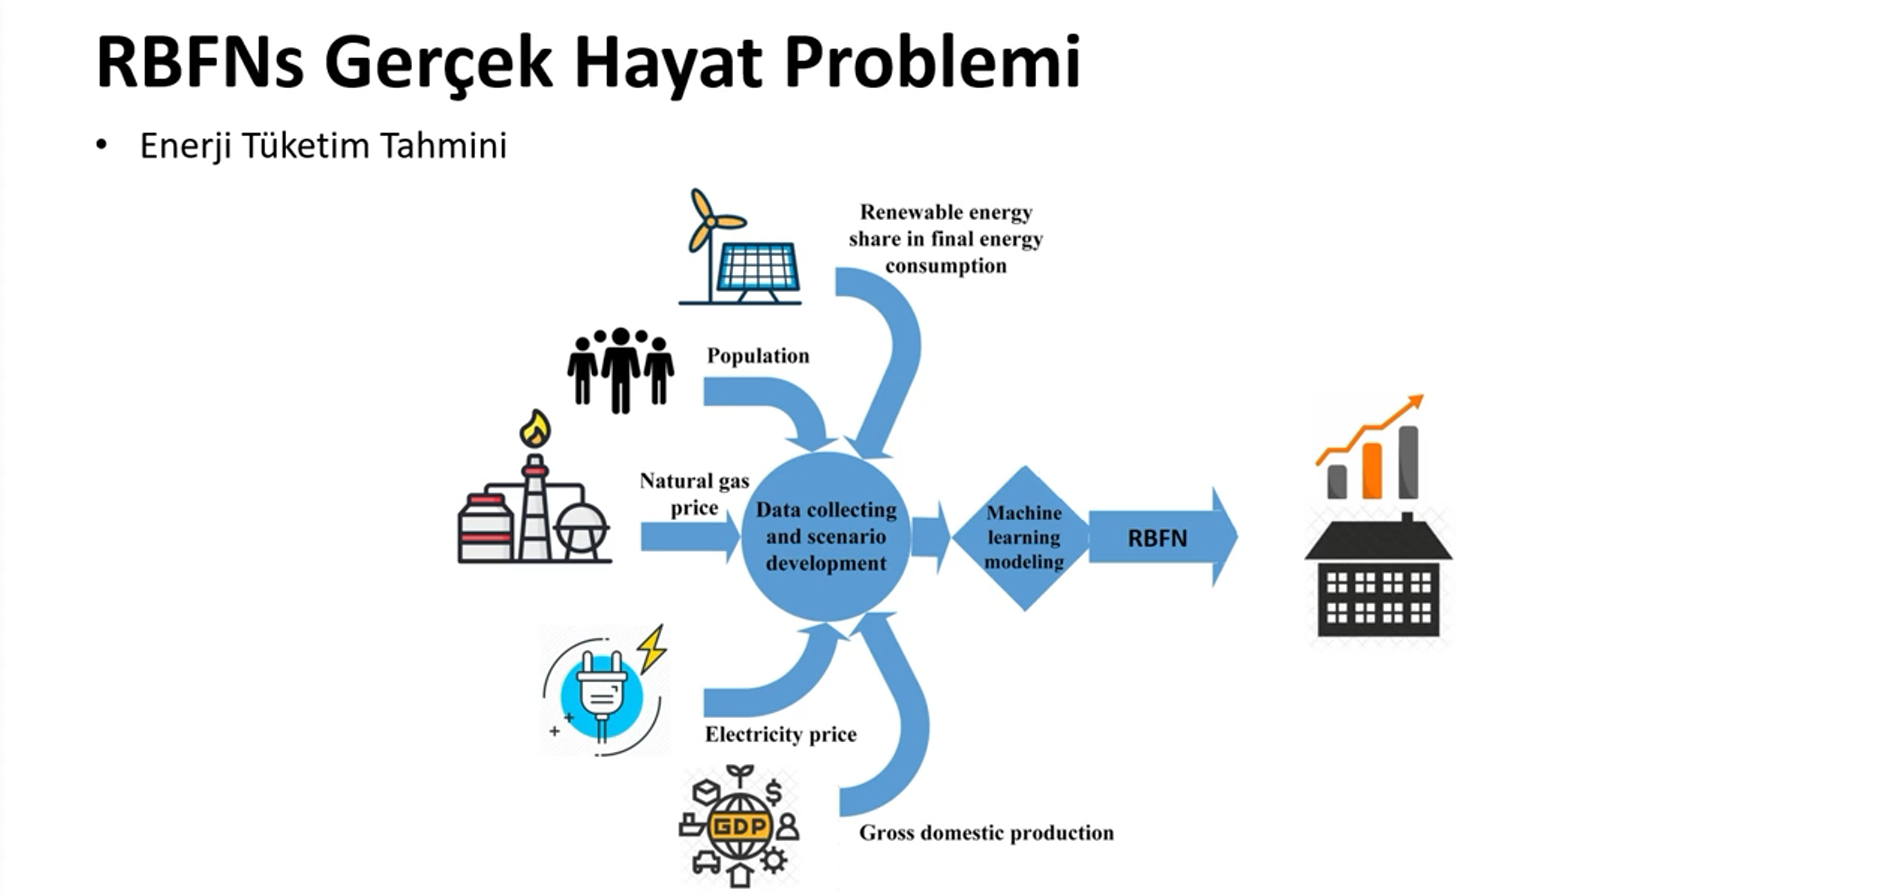 RBFNs Gerçek Hayat Problemi
• Enerji Tüketim Tahmini
Renewable energy
share in final energy
consumption
Population
Natural gas
price
Data collecting
and scenario
development
Machine
learning
modeling
RBFN
Electricity price
$
GDP
Gross domestic production